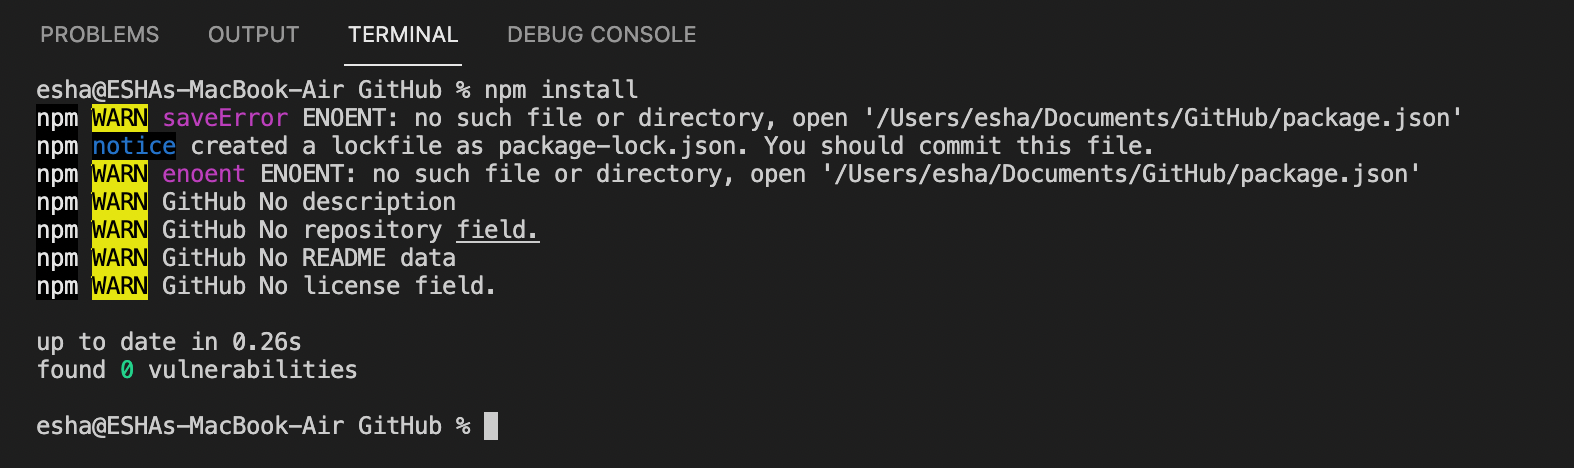 PROBLEMS OUTPUT TERMINAL DEBUG CONSOLE
esha@ESHAs-MacBook-Air GitHub % npm install
npm WARN saveError ENOENT: no such file or directory, open '/Users/esha/Documents/GitHub/package.json'
npm notice created a lockfile as package-lock.json. You should commit this file.
npm WARN enoent ENOENT: no such file or directory, open '/Users/esha/Documents/GitHub/package.json'
npm WARN GitHub No description
npm WARN GitHub No repository field.
npm WARN GitHub No README data
npm WARN GitHub No license field.
up to date in 0.26s
found 0 vulnerabilities
esha@ESHAs-MacBook-Air GitHub %